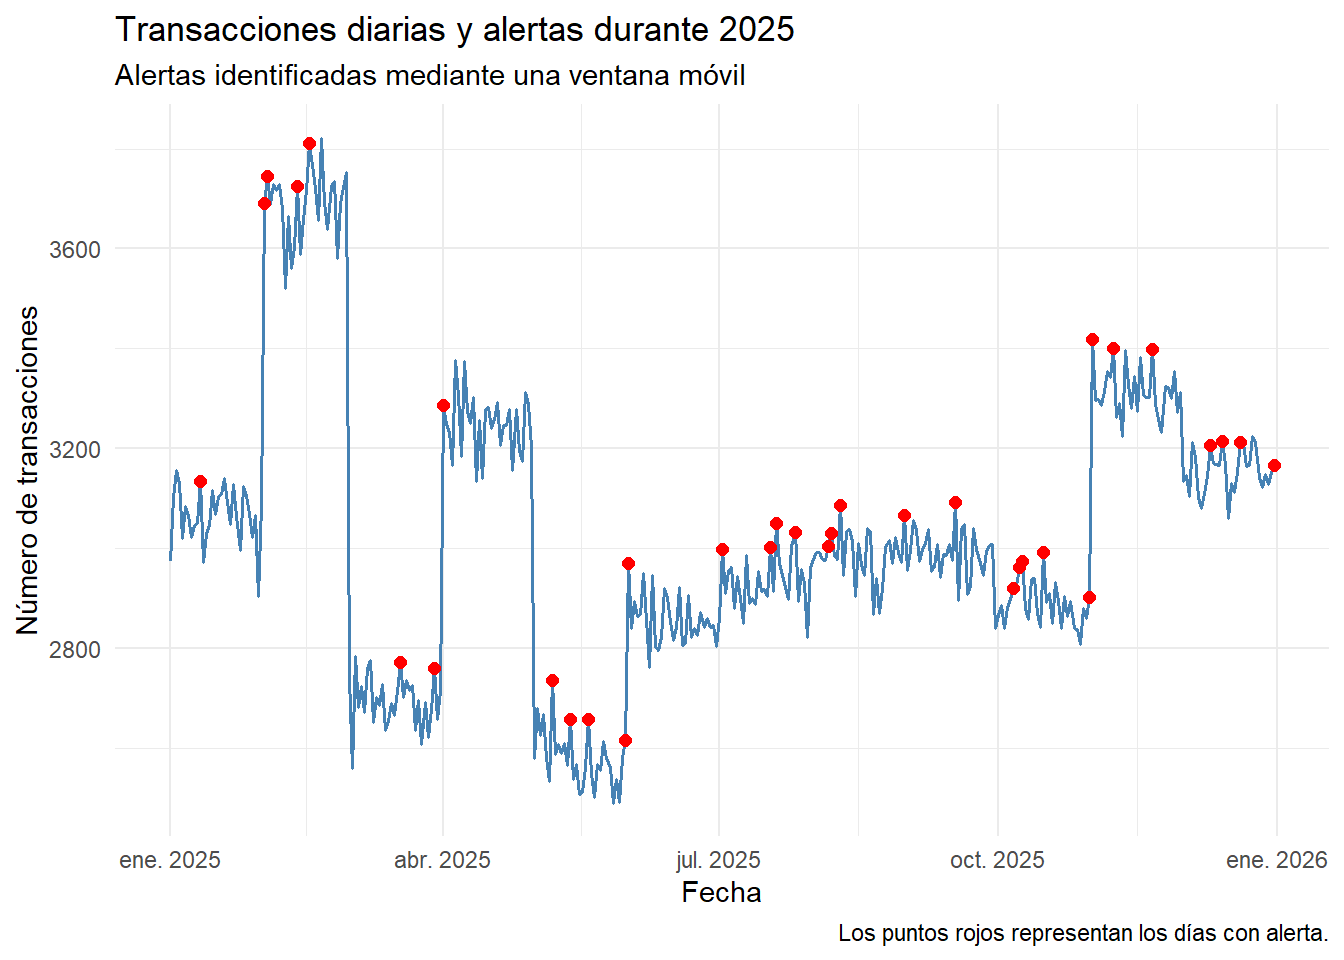 Transacciones diarias y alertas durante 2025
Alertas identificadas mediante una ventana móvil
Número de transacciones
3600
3200
2800
ene. 2025
abr. 2025
jul. 2025
oct. 2025
ene. 2026
Fecha
Los puntos rojos representan los días con alerta.